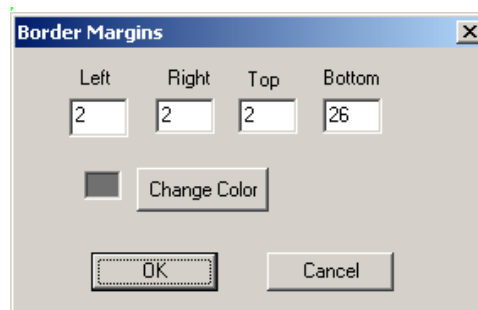 Border Margins
Left Right Top Bottom
2 2 2 26
Change Color
OK Cancel